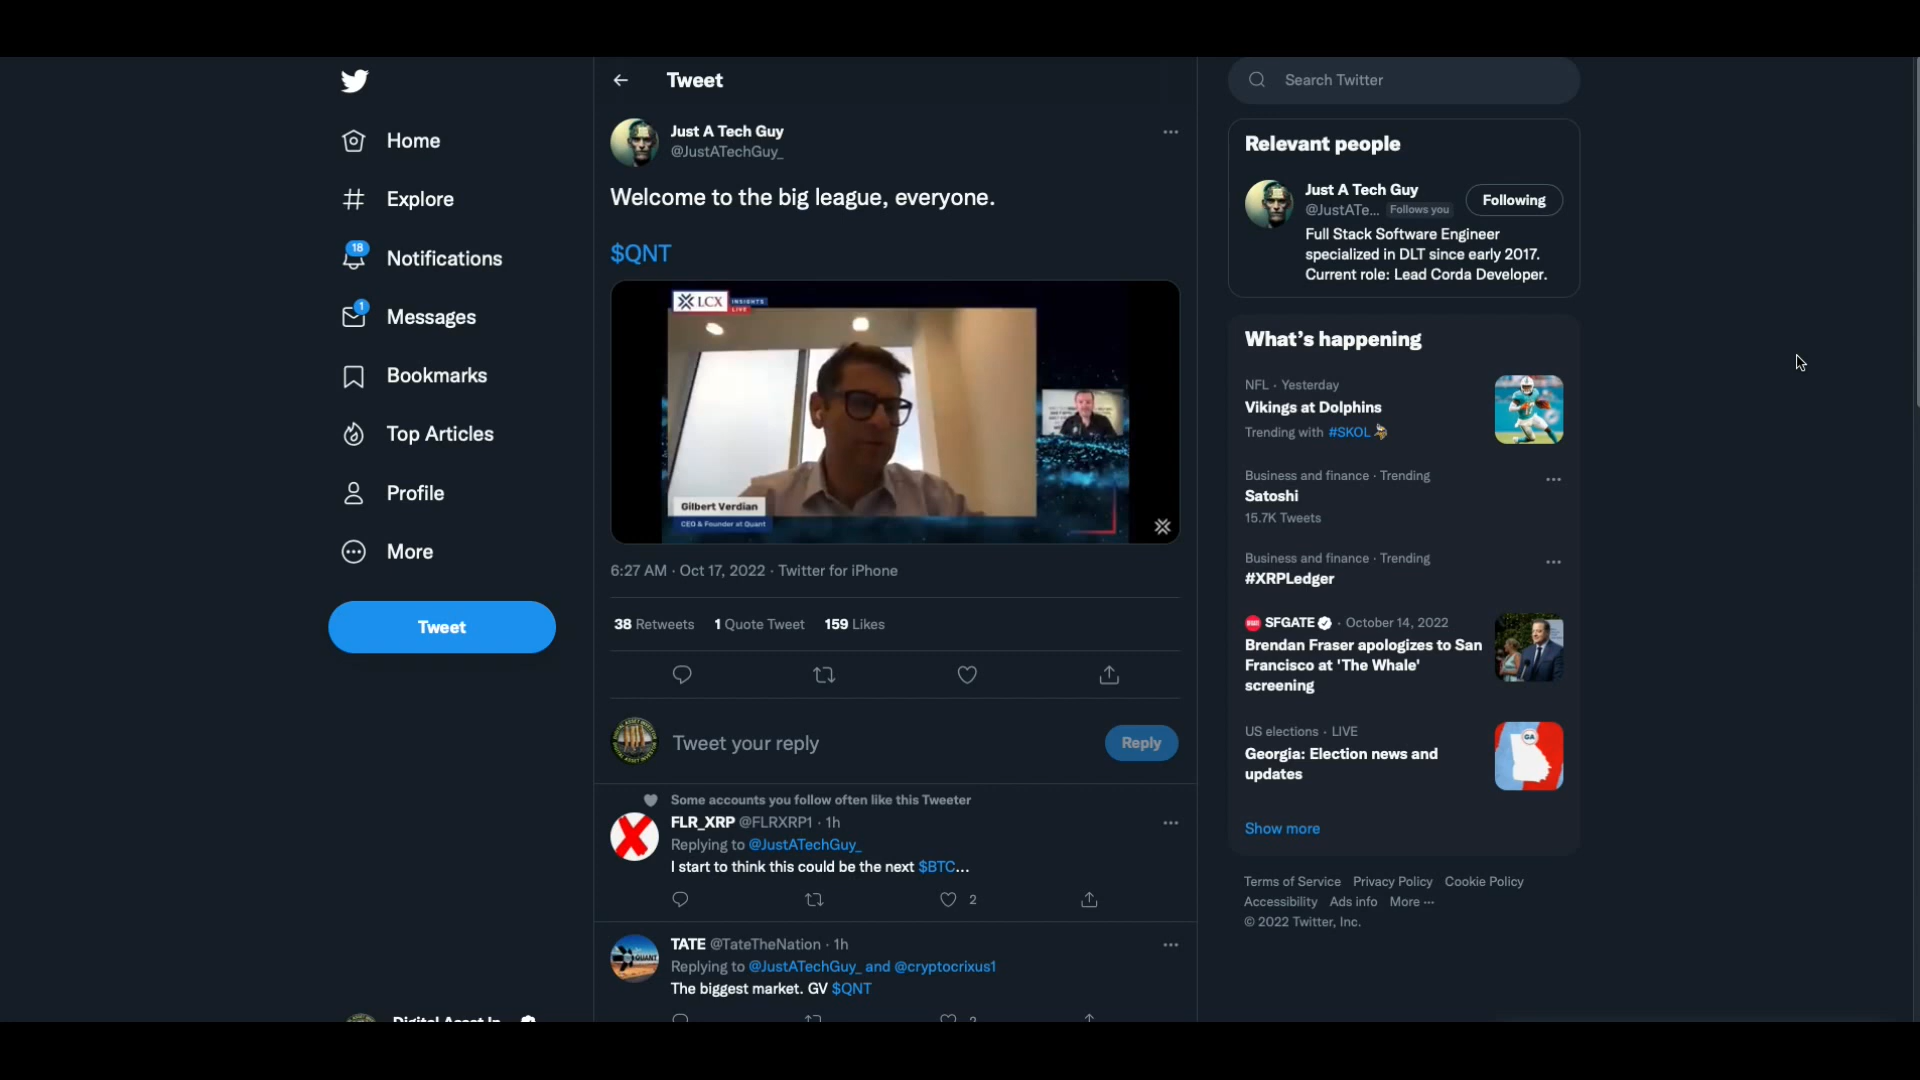 Home
Explore
18
Notifications
1
Messages
Bookmarks
Top Articles
Profile
More
Tweet
Tweet
Just A Tech Guy
@JustATechGuy_
Welcome to the big league, everyone.
$QNT
LCX INSIGHTS
LIVE
Gilbert Verdian
CEO & Founder at Quant
6:27 AM · Oct 17, 2022 · Twitter for iPhone
38 Retweets 1 Quote Tweet 159 Likes
Tweet your reply
Reply
Some accounts you follow often like this Tweeter
FLR_XRP @FLRXRP1 · 1h
Replying to @JustATechGuy_
I start to think this could be the next $BTC...
2
TATE @TateTheNation · 1h
Replying to @JustATechGuy_ and @cryptocrixus1
The biggest market. GV $QNT
QUANT
Search Twitter
Relevant people
Just A Tech Guy
@JustATe... Follows you
Following
Full Stack Software Engineer
specialized in DLT since early 2017.
Current role: Lead Corda Developer.
What's happening
NFL · Yesterday
Vikings at Dolphins
Trending with #SKOL
Business and finance · Trending
Satoshi
15.7K Tweets
Business and finance · Trending
#XRPLedger
SFGATE · October 14, 2022
Brendan Fraser apologizes to San
Francisco at 'The Whale'
screening
US elections · LIVE
Georgia: Election news and
updates
GA
Show more
Terms of Service Privacy Policy Cookie Policy
Accessibility Ads info More ···
© 2022 Twitter, Inc.